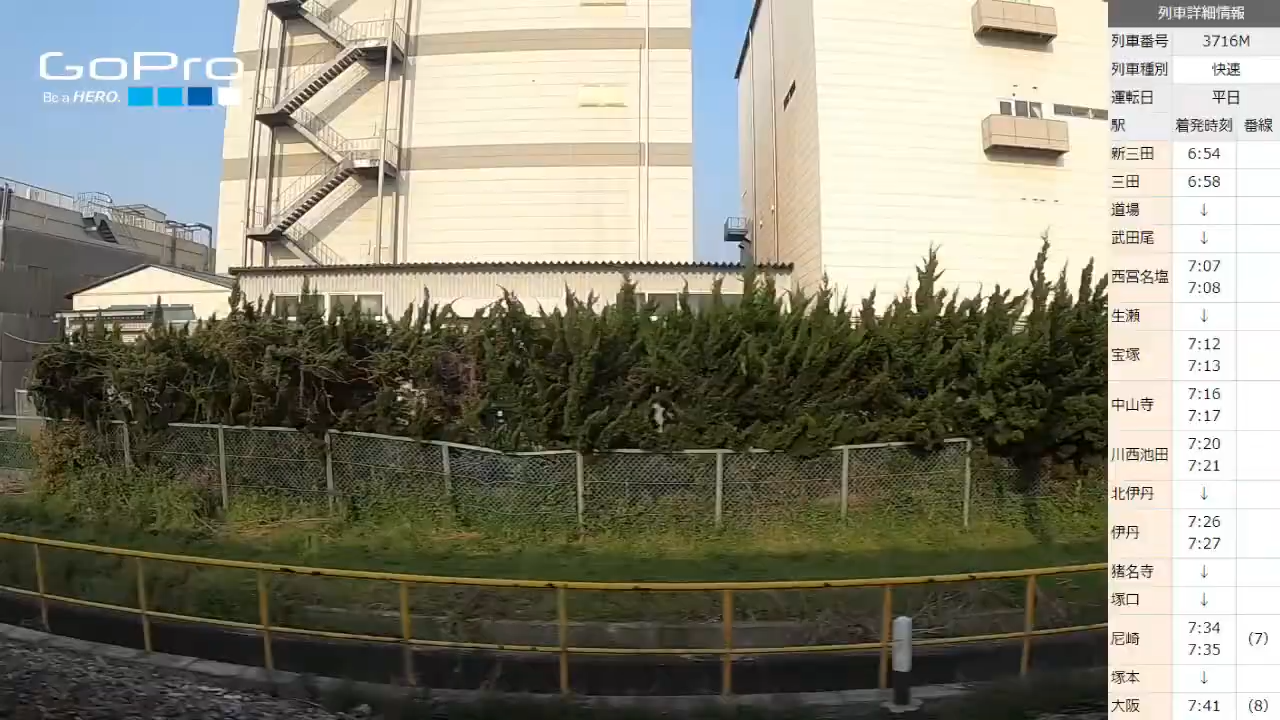 GoPro
Be a HERO.
列車詳細情報
列車番号 3716M
列車種別 快速
運転日 平日
駅 着発時刻 番線
新三田 6:54
三田 6:58
道場 ↓
武田尾 ↓
西宮名塩 7:07 7:08
生瀬 ↓
宝塚 7:12 7:13
中山寺 7:16 7:17
川西池田 7:20 7:21
北伊丹 ↓
伊丹 7:26 7:27
猪名寺 ↓
塚口 ↓
尼崎 7:34 7:35 (7)
塚本 ↓
大阪 7:41 (8)